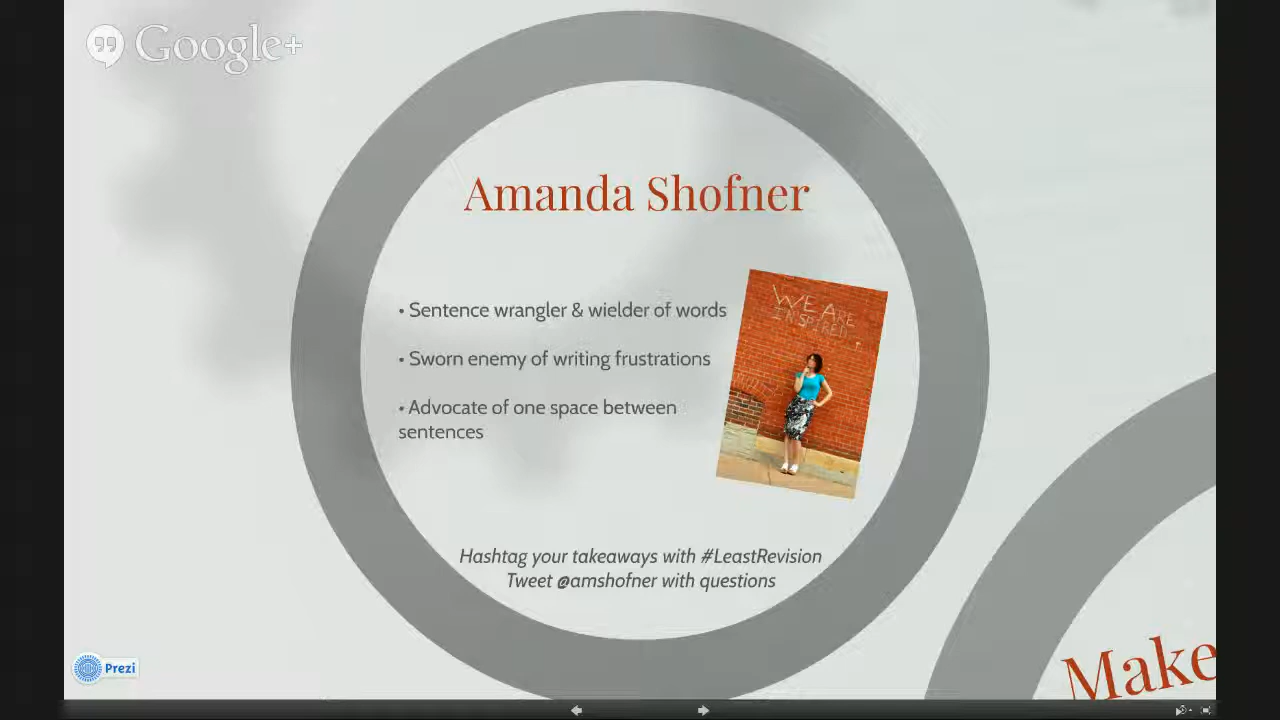 Google+
Amanda Shofner
WE ARE
INSPIRED
• Sentence wrangler & wielder of words
• Sworn enemy of writing frustrations
• Advocate of one space between
sentences
Hashtag your takeaways with #LeastRevision
Tweet @amshofner with questions
Make
Prezi